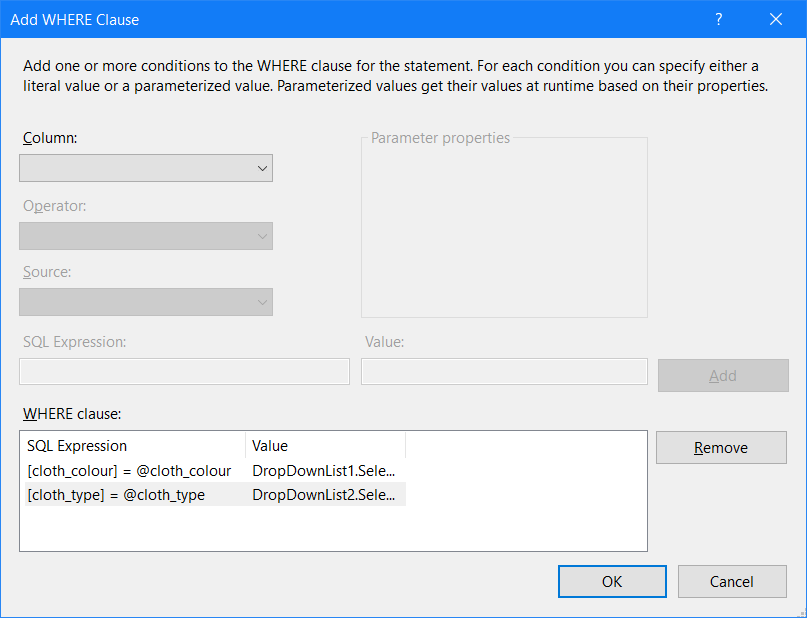 Add WHERE Clause
?
Add one or more conditions to the WHERE clause for the statement. For each condition you can specify either a
literal value or a parameterized value. Parameterized values get their values at runtime based on their properties.
Column:
Parameter properties
Operator:
Source:
SQL Expression:
Value:
Add
WHERE clause:
SQL Expression Value
[cloth_colour] = @cloth_colour DropDownList1.Sele...
[cloth_type] = @cloth_type DropDownList2.Sele...
Remove
OK
Cancel